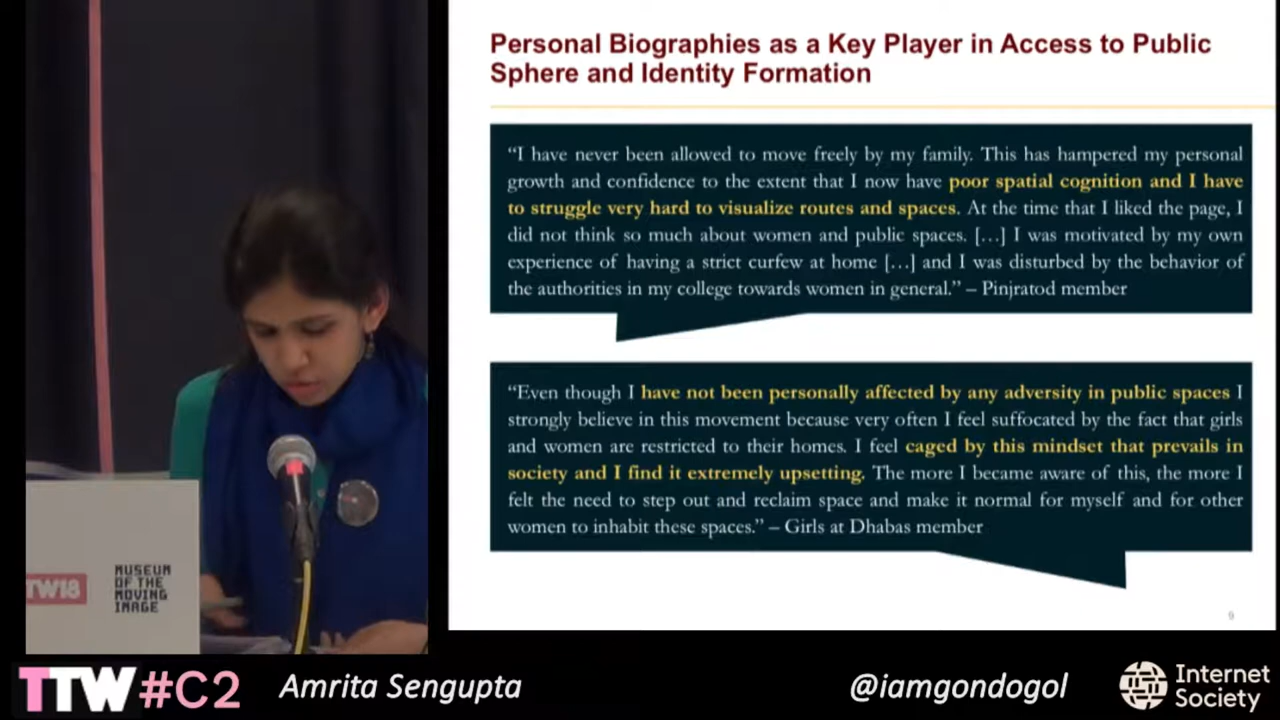 Personal Biographies as a Key Player in Access to Public
Sphere and Identity Formation
“I have never been allowed to move freely by my family. This has hampered my personal
growth and confidence to the extent that I now have poor spatial cognition and I have
to struggle very hard to visualize routes and spaces. At the time that I liked the page, I
did not think so much about women and public spaces. […] I was motivated by my own
experience of having a strict curfew at home […] and I was disturbed by the behavior of
the authorities in my college towards women in general.” – Pinjratod member
“Even though I have not been personally affected by any adversity in public spaces I
strongly believe in this movement because very often I feel suffocated by the fact that girls
and women are restricted to their homes. I feel caged by this mindset that prevails in
society and I find it extremely upsetting. The more I became aware of this, the more I
felt the need to step out and reclaim space and make it normal for myself and for other
women to inhabit these spaces.” – Girls at Dhabas member
9
TW18
MUSEUM
OF THE
MOVING
IMAGE
TTW #C2
Amrita Sengupta
@iamgondogol
Internet
Society